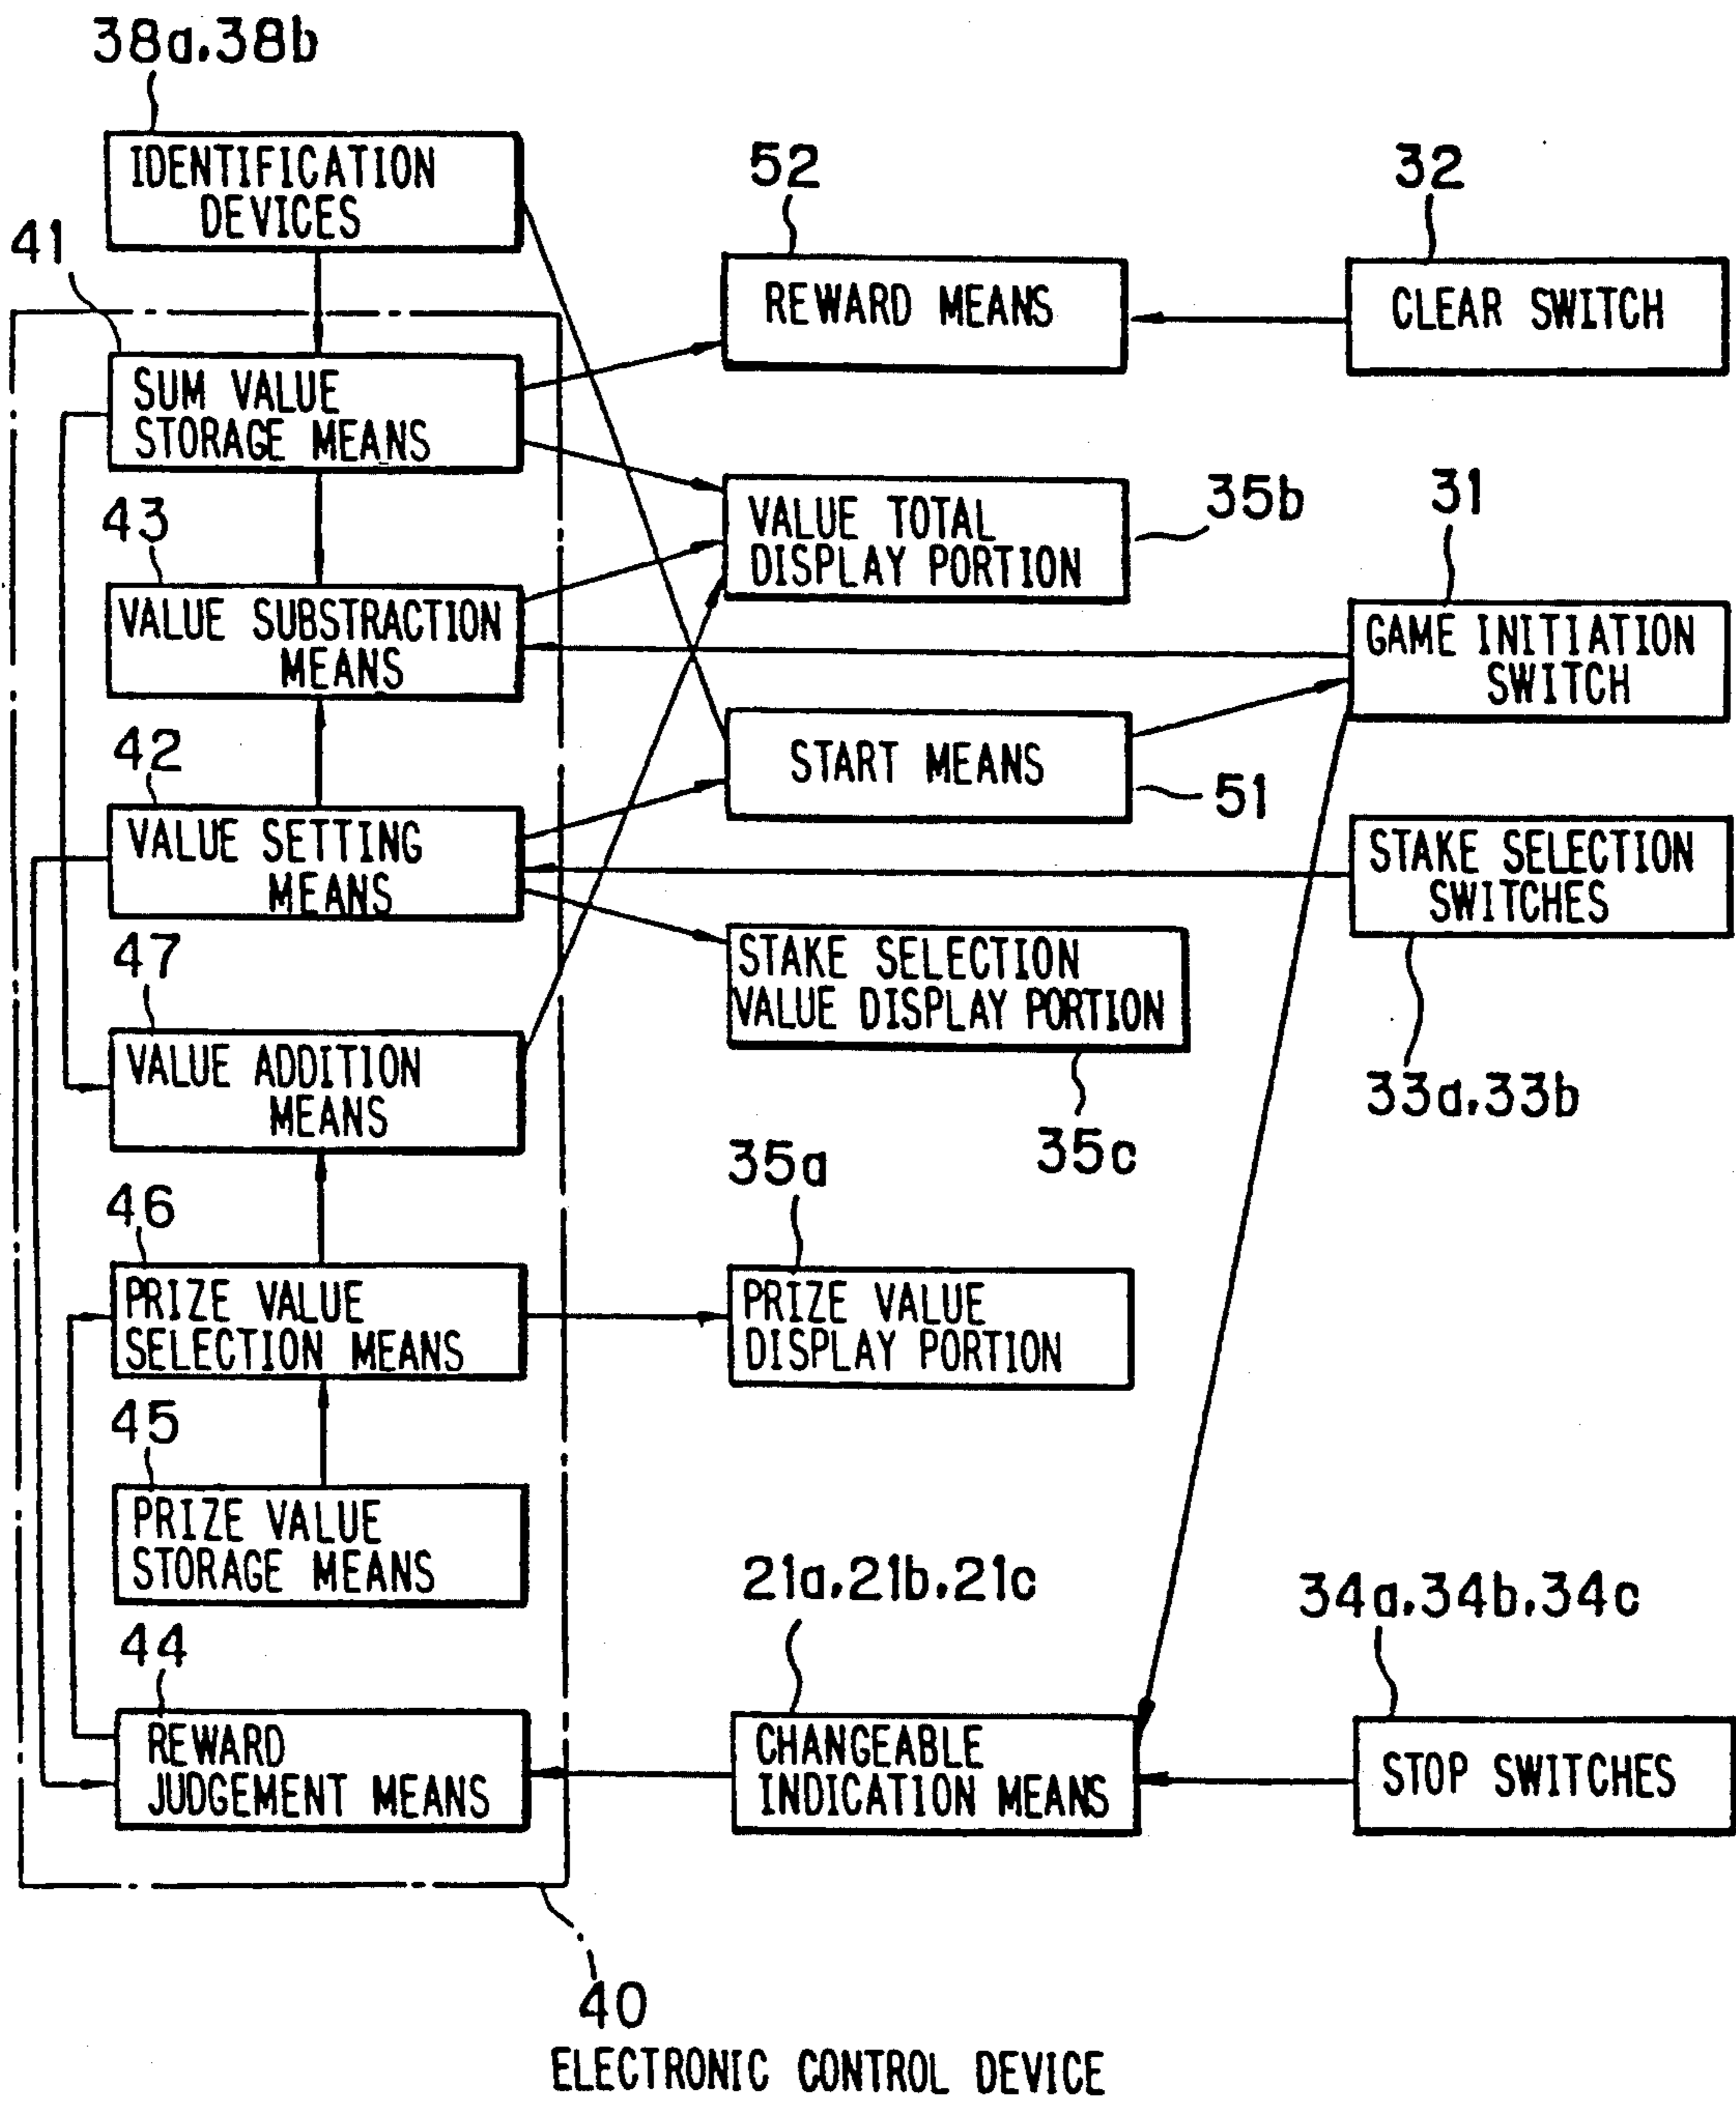 38a,38b
IDENTIFICATION
DEVICES
52
REWARD MEANS
32
CLEAR SWITCH
41
SUM VALUE
STORAGE MEANS
VALUE TOTAL
DISPLAY PORTION
35b
31
GAME INITIATION
SWITCH
43
VALUE SUBSTRACTION
MEANS
START MEANS
51
42
VALUE SETTING
MEANS
STAKE SELECTION
SWITCHES
33a,33b
STAKE SELECTION
VALUE DISPLAY PORTION
35c
47
VALUE ADDITION
MEANS
46
PRIZE VALUE
SELECTION MEANS
35a
PRIZE VALUE
DISPLAY PORTION
45
PRIZE VALUE
STORAGE MEANS
44
REWARD
JUDGEMENT MEANS
21a,21b,21c
CHANGEABLE
INDICATION MEANS
34a,34b,34c
STOP SWITCHES
40
ELECTRONIC CONTROL DEVICE